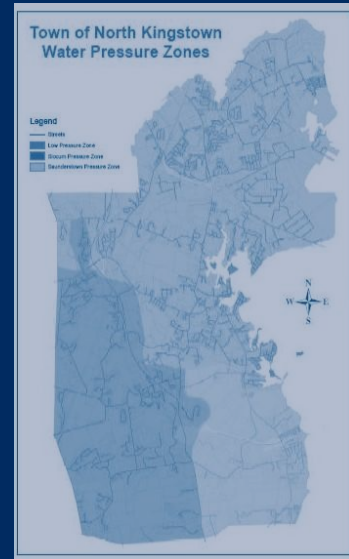 Town of North Kingstown
Water Pressure Zones
Legend
Streets
Low Pressure Zone
Slocum Pressure Zone
Saunderstown Pressure Zone
N
W E
S